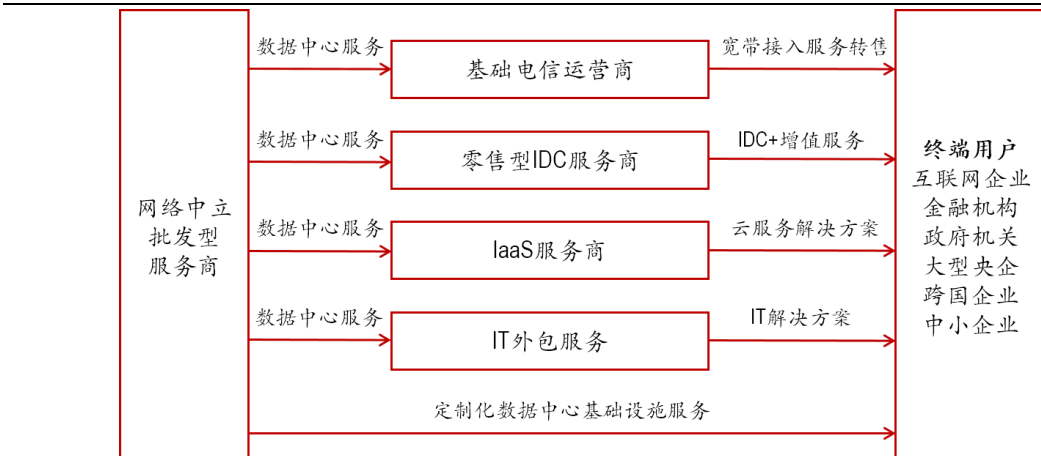 网络中立
批发型
服务商
数据中心服务
基础电信运营商
宽带接入服务转售
数据中心服务
零售型IDC服务商
IDC+增值服务
数据中心服务
IaaS服务商
云服务解决方案
数据中心服务
IT外包服务
IT解决方案
定制化数据中心基础设施服务
终端用户
互联网企业
金融机构
政府机关
大型央企
跨国企业
中小企业